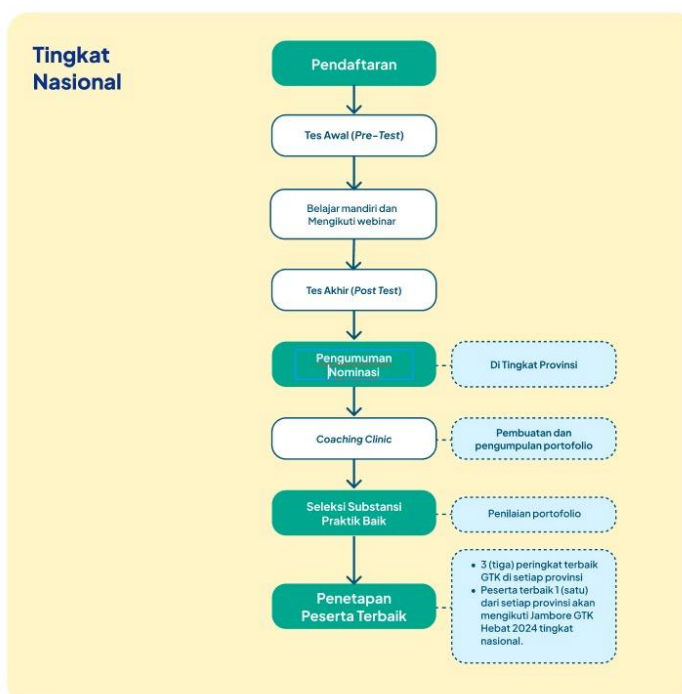 Tingkat
Nasional
Pendaftaran
Tes Awal (Pre-Test)
Belajar mandiri dan
Mengikuti webinar
Tes Akhir (Post Test)
Pengumuman
Nominasi
Di Tingkat Provinsi
Coaching Clinic
Pembuatan dan
pengumpulan portofolio
Seleksi Substansi
Praktik Baik
Penilaian portofolio
Penetapan
Peserta Terbaik
• 3 (tiga) peringkat terbaik
GTK di setiap provinsi
• Peserta terbaik 1 (satu)
dari setiap provinsi akan
mengikuti Jambore GTK
Hebat 2024 tingkat
nasional.